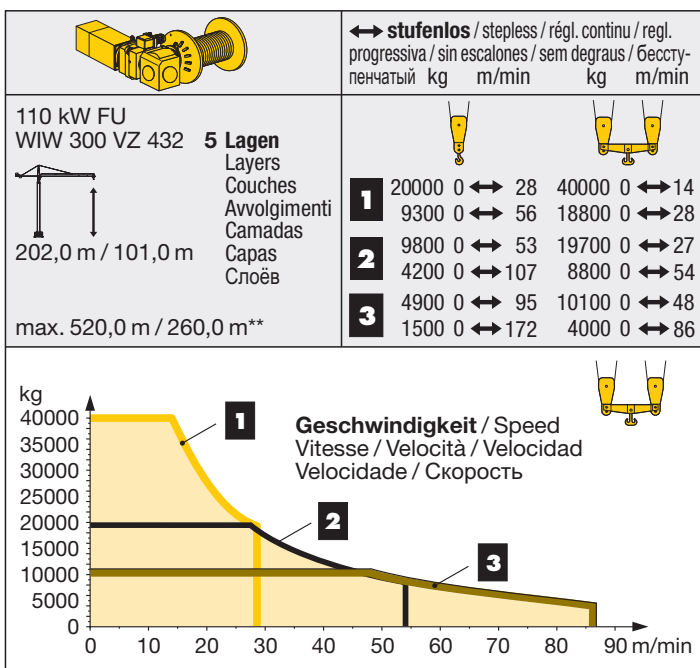 ↔ stufenlos / stepless / régl. continu / regl.
progressiva / sin escalones / sem degraus / бессту-
пенчатый kg m/min kg m/min
110 kW FU
WIW 300 VZ 432 5 Lagen
Layers
Couches
Avvolgimenti
Camadas
Capas
Слоёв
202,0 m / 101,0 m
max. 520,0 m / 260,0 m**
1 20000 0 ↔ 28 40000 0 ↔ 14
9300 0 ↔ 56 18800 0 ↔ 28
2 9800 0 ↔ 53 19700 0 ↔ 27
4200 0 ↔ 107 8800 0 ↔ 54
3 4900 0 ↔ 95 10100 0 ↔ 48
1500 0 ↔ 172 4000 0 ↔ 86
kg
40000
35000
30000
25000
20000
15000
10000
5000
0
1
Geschwindigkeit / Speed
Vitesse / Velocità / Velocidad
Velocidade / Скорость
2
3
0 10 20 30 40 50 60 70 80 90 m/min